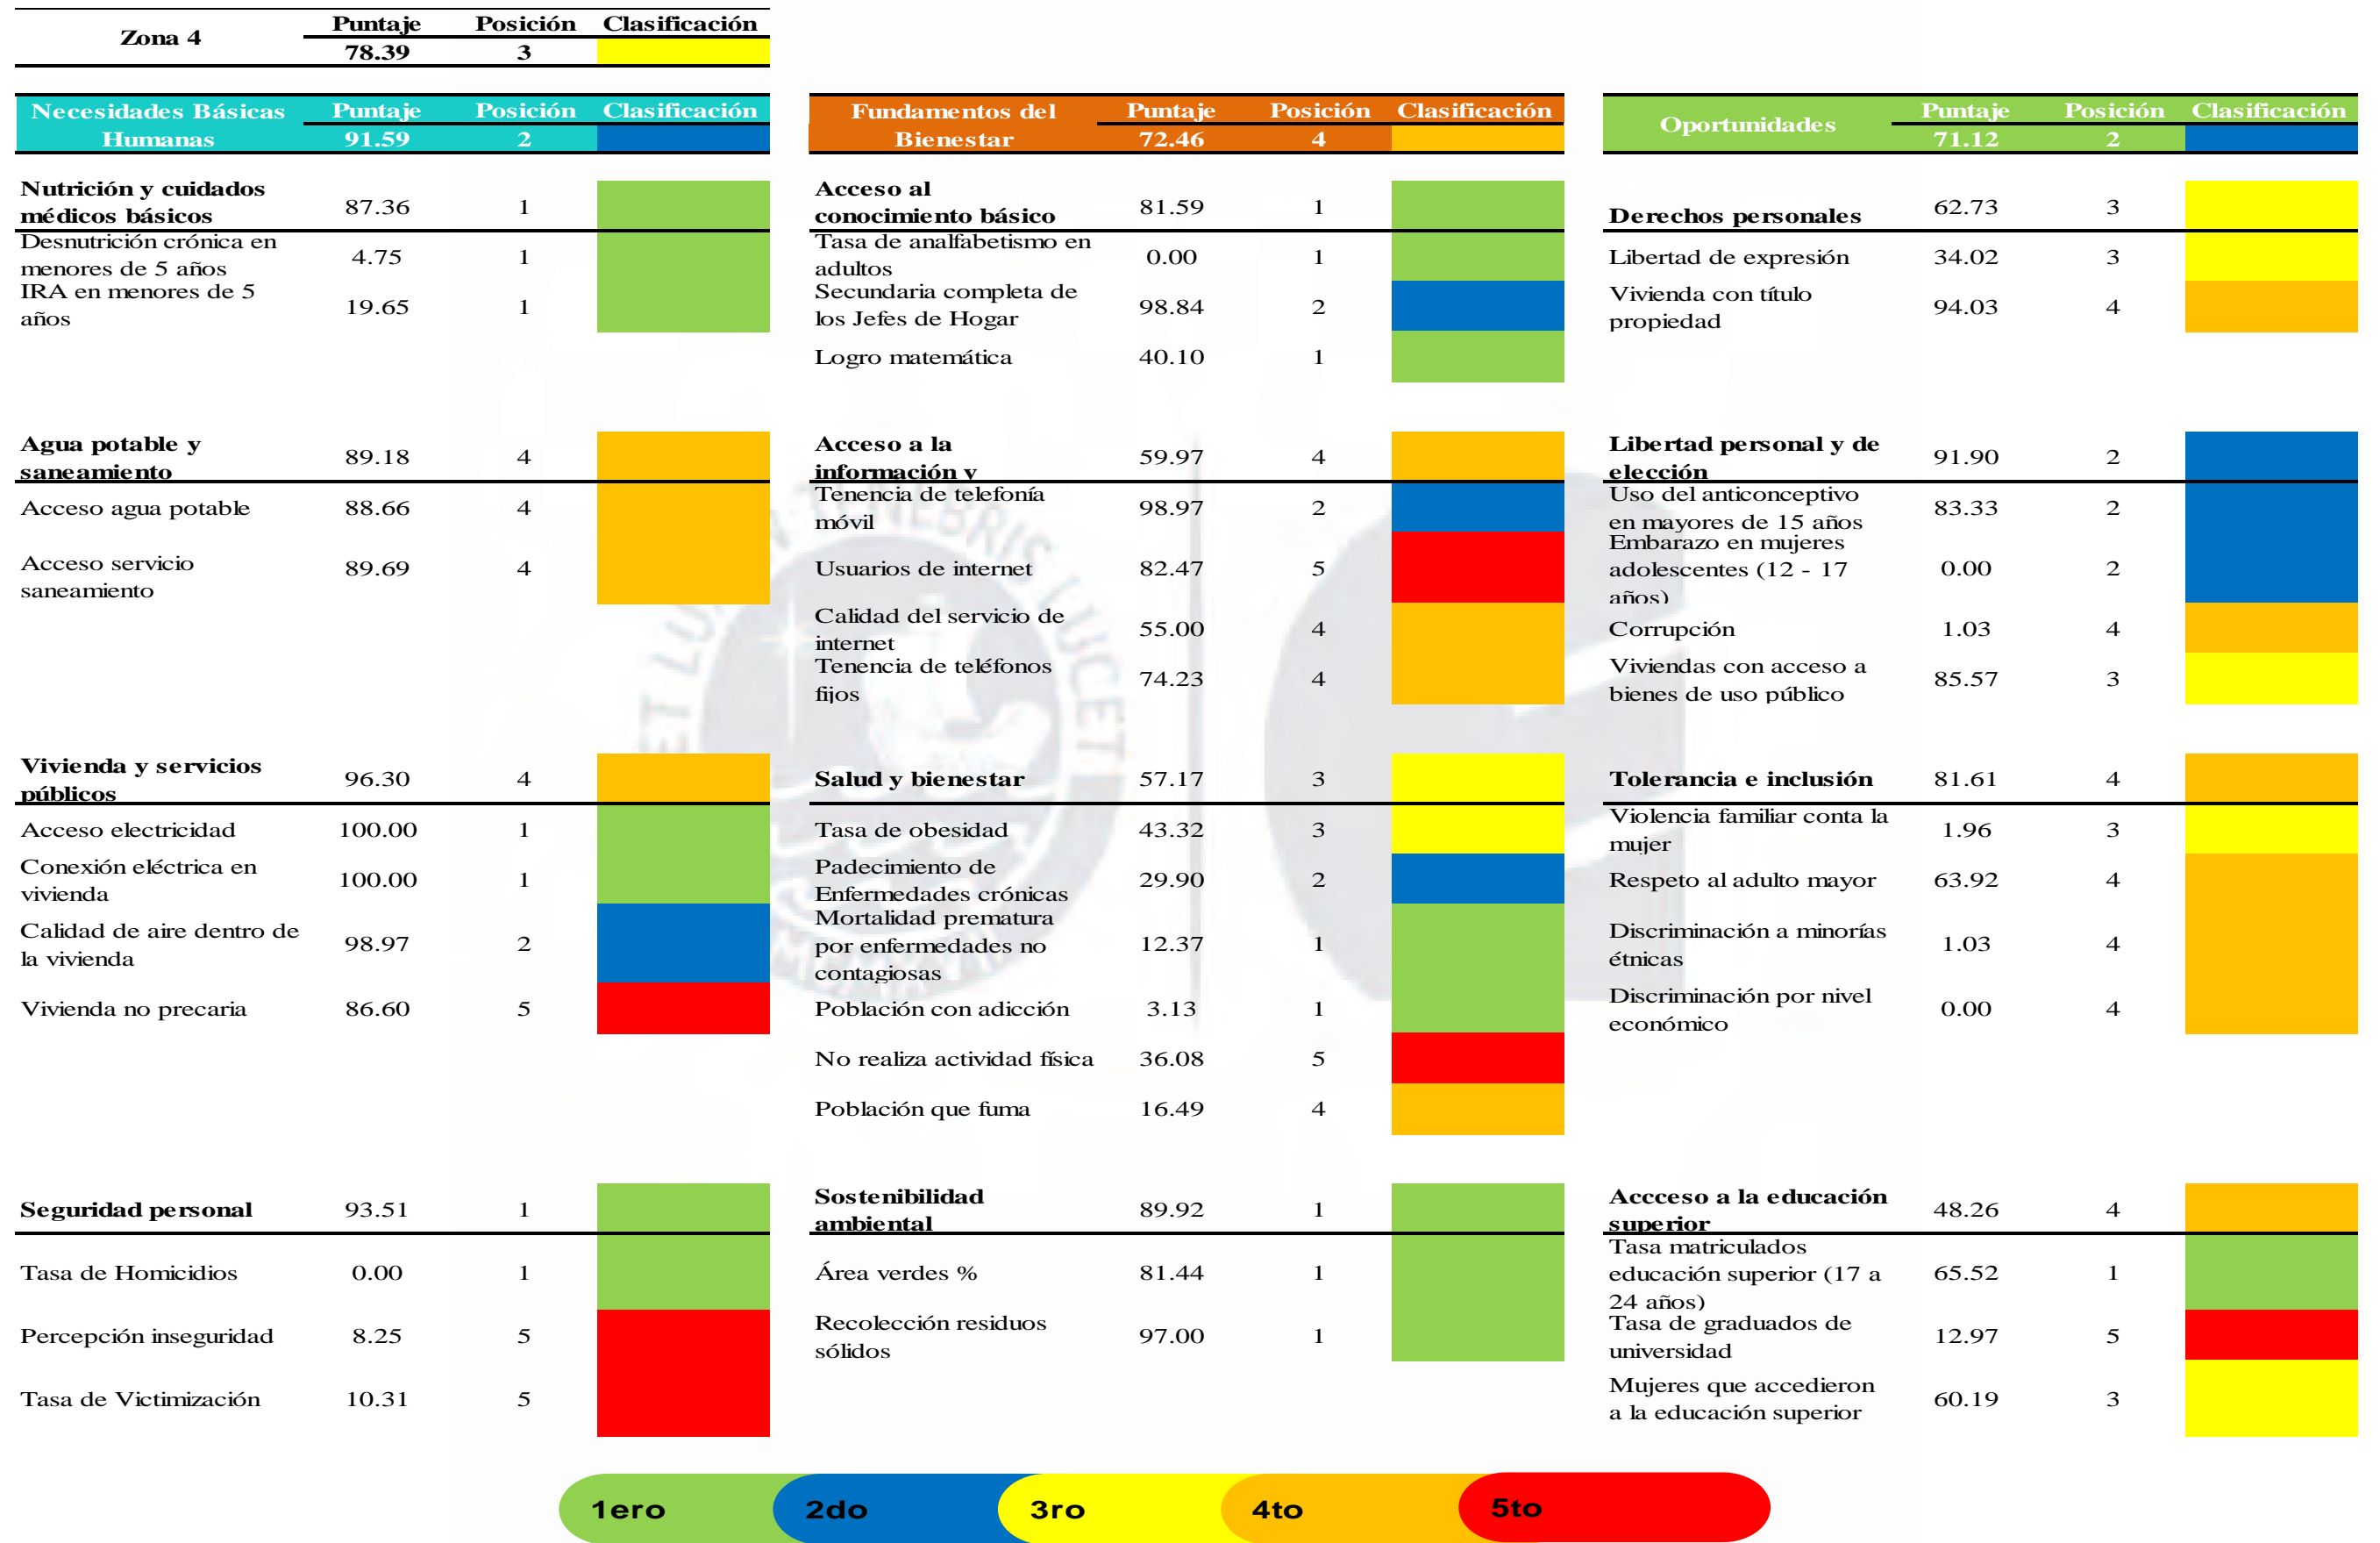 Zona 4 Puntaje Posición Clasificación
78.39 3
Necesidades Básicas Humanas Puntaje Posición Clasificación
91.59 2
Nutrición y cuidados
médicos básicos 87.36 1
Desnutrición crónica en
menores de 5 años 4.75 1
IRA en menores de 5
años 19.65 1
Agua potable y
saneamiento 89.18 4
Acceso agua potable 88.66 4
Acceso servicio
saneamiento 89.69 4
Vivienda y servicios
públicos 96.30 4
Acceso electricidad 100.00 1
Conexión eléctrica en
vivienda 100.00 1
Calidad de aire dentro de
la vivienda 98.97 2
Vivienda no precaria 86.60 5
Seguridad personal 93.51 1
Tasa de Homicidios 0.00 1
Percepción inseguridad 8.25 5
Tasa de Victimización 10.31 5
Fundamentos del Bienestar Puntaje Posición Clasificación
72.46 4
Acceso al
conocimiento básico 81.59 1
Tasa de analfabetismo en
adultos 0.00 1
Secundaria completa de
los Jefes de Hogar 98.84 2
Logro matemática 40.10 1
Acceso a la
información y 59.97 4
Tenencia de telefonía
móvil 98.97 2
Usuarios de internet 82.47 5
Calidad del servicio de
internet 55.00 4
Tenencia de teléfonos
fijos 74.23 4
Salud y bienestar 57.17 3
Tasa de obesidad 43.32 3
Padecimiento de
Enfermedades crónicas 29.90 2
Mortalidad prematura
por enfermedades no
contagiosas 12.37 1
Población con adicción 3.13 1
No realiza actividad física 36.08 5
Población que fuma 16.49 4
Sostenibilidad
ambiental 89.92 1
Área verdes % 81.44 1
Recolección residuos
sólidos 97.00 1
Oportunidades Puntaje Posición Clasificación
71.12 2
Derechos personales 62.73 3
Libertad de expresión 34.02 3
Vivienda con título
propiedad 94.03 4
Libertad personal y de
elección 91.90 2
Uso del anticonceptivo
en mayores de 15 años 83.33 2
Embarazo en mujeres
adolescentes (12 - 17
años) 0.00 2
Corrupción 1.03 4
Viviendas con acceso a
bienes de uso público 85.57 3
Tolerancia e inclusión 81.61 4
Violencia familiar conta la
mujer 1.96 3
Respeto al adulto mayor 63.92 4
Discriminación a minorías
étnicas 1.03 4
Discriminación por nivel
económico 0.00 4
Accceso a la educación
superior 48.26 4
Tasa matriculados
educación superior (17 a
24 años) 65.52 1
Tasa de graduados de
universidad 12.97 5
Mujeres que accedieron
a la educación superior 60.19 3
1ero 2do 3ro 4to 5to
ET LUX IN TENEBRIS LUCET